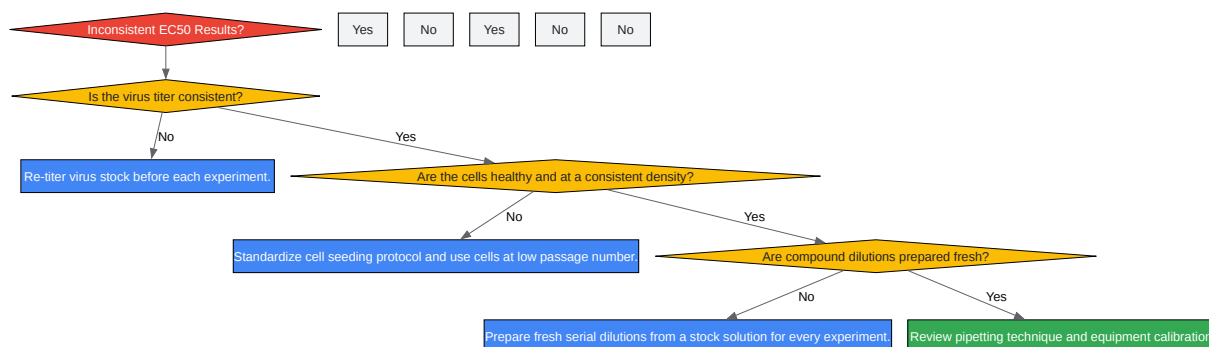 Inconsistent EC50 Results?
Yes
No
Yes
No
No
Is the virus titer consistent?
No
Yes
Re-titer virus stock before each experiment.
Are the cells healthy and at a consistent density?
No
Yes
Standardize cell seeding protocol and use cells at low passage number.
Are compound dilutions prepared fresh?
No
Yes
Prepare fresh serial dilutions from a stock solution for every experiment.
Review pipetting technique and equipment calibration